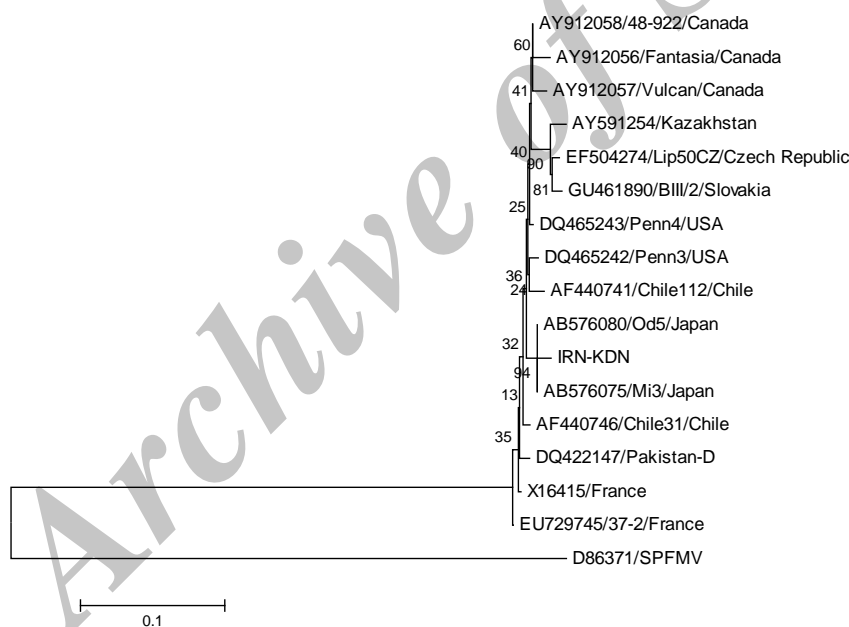 AY912058/48-922/Canada
60
AY912056/Fantasia/Canada
41
AY912057/Vulcan/Canada
AY591254/Kazakhstan
40
90
EF504274/Lip50CZ/Czech Republic
81
GU461890/BIII/2/Slovakia
25
DQ465243/Penn4/USA
DQ465242/Penn3/USA
36
24
AF440741/Chile112/Chile
AB576080/Od5/Japan
32
IRN-KDN
94
13
AB576075/Mi3/Japan
AF440746/Chile31/Chile
35
DQ422147/Pakistan-D
X16415/France
EU729745/37-2/France
D86371/SPFMV
0.1
Archive of